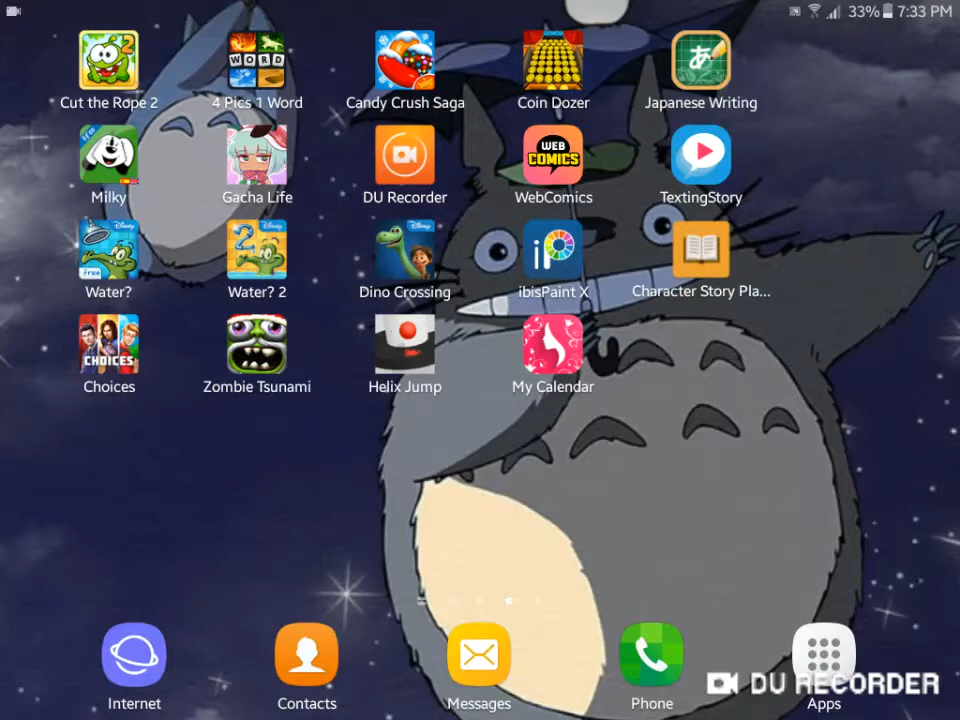 33% 7:33 PM
2
WORD
あ
Cut the Rope 2
4 Pics 1 Word
Candy Crush Saga
Coin Dozer
Japanese Writing
Free
WEB COMICS
Milky
Gacha Life
DU Recorder
WebComics
TextingStory
Disney
Free
Disney
2
Disney
iP
Water?
Water? 2
Dino Crossing
ibisPaint X
Character Story Pla...
CHOICES
Choices
Zombie Tsunami
Helix Jump
My Calendar
Internet
Contacts
Messages
Phone
Apps
DU RECORDER